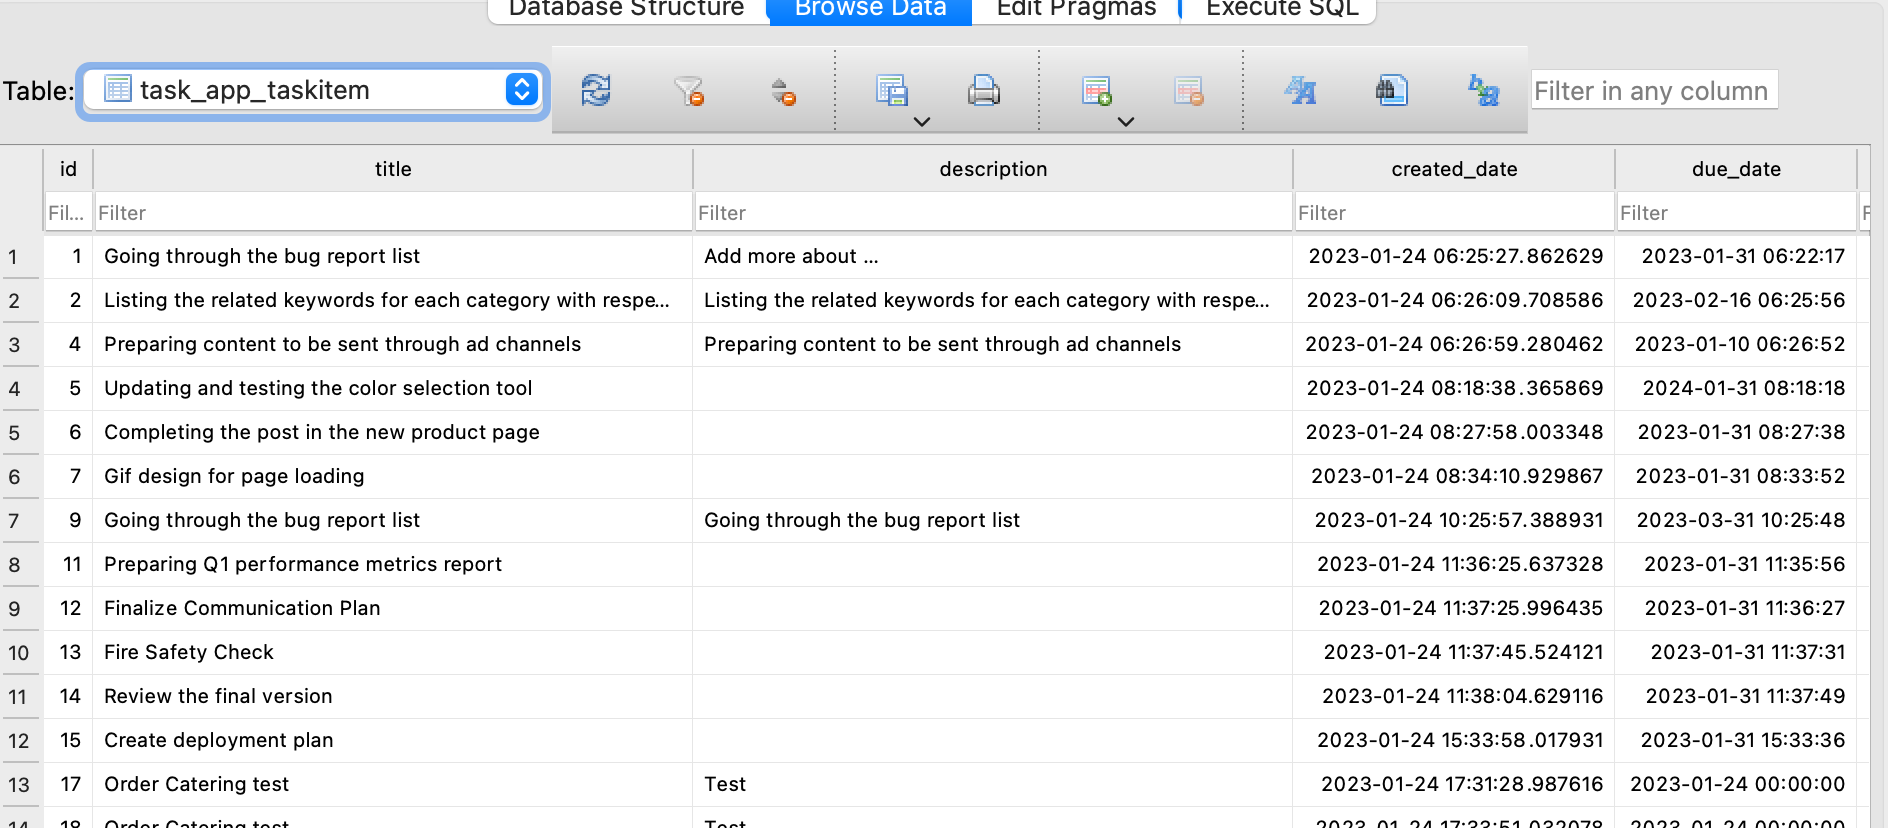 Database Structure Browse Data Edit Pragmas Execute SQL
Table: task_app_taskitem Filter in any column
id title description created_date due_date
Fil... Filter Filter Filter Filter F
1 1 Going through the bug report list Add more about ... 2023-01-24 06:25:27.862629 2023-01-31 06:22:17
2 2 Listing the related keywords for each category with respe... Listing the related keywords for each category with respe... 2023-01-24 06:26:09.708586 2023-02-16 06:25:56
3 4 Preparing content to be sent through ad channels Preparing content to be sent through ad channels 2023-01-24 06:26:59.280462 2023-01-10 06:26:52
4 5 Updating and testing the color selection tool 2023-01-24 08:18:38.365869 2024-01-31 08:18:18
5 6 Completing the post in the new product page 2023-01-24 08:27:58.003348 2023-01-31 08:27:38
6 7 Gif design for page loading 2023-01-24 08:34:10.929867 2023-01-31 08:33:52
7 9 Going through the bug report list Going through the bug report list 2023-01-24 10:25:57.388931 2023-03-31 10:25:48
8 11 Preparing Q1 performance metrics report 2023-01-24 11:36:25.637328 2023-01-31 11:35:56
9 12 Finalize Communication Plan 2023-01-24 11:37:25.996435 2023-01-31 11:36:27
10 13 Fire Safety Check 2023-01-24 11:37:45.524121 2023-01-31 11:37:31
11 14 Review the final version 2023-01-24 11:38:04.629116 2023-01-31 11:37:49
12 15 Create deployment plan 2023-01-24 15:33:58.017931 2023-01-31 15:33:36
13 17 Order Catering test Test 2023-01-24 17:31:28.987616 2023-01-24 00:00:00
14 18 Order Catering test Test 2023-01-24 17:33:51.032078 2023-01-24 00:00:00